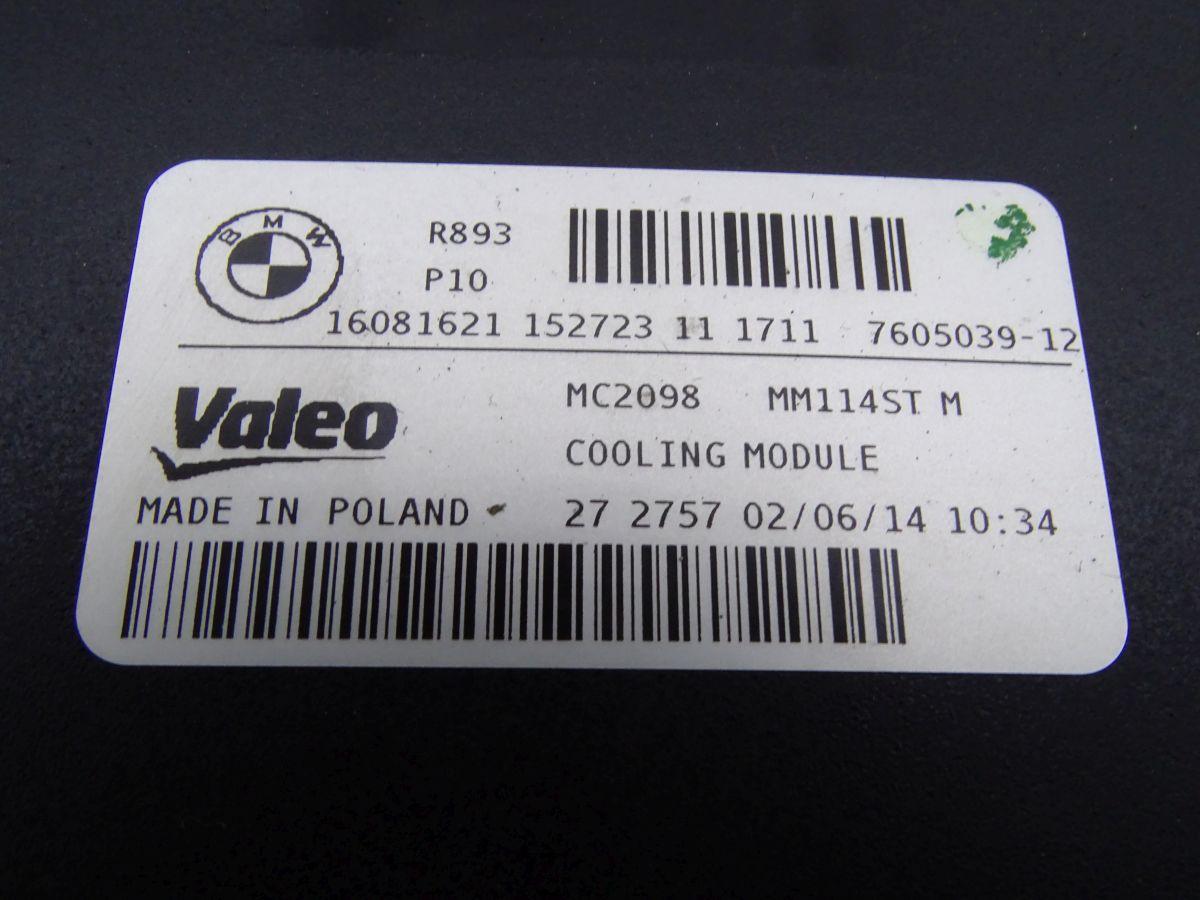 BMW
R893
P10
16081621 152723 11 1711 7605039-12
Valeo
MC2098 MM114ST M
COOLING MODULE
MADE IN POLAND
27 2757 02/06/14 10:34